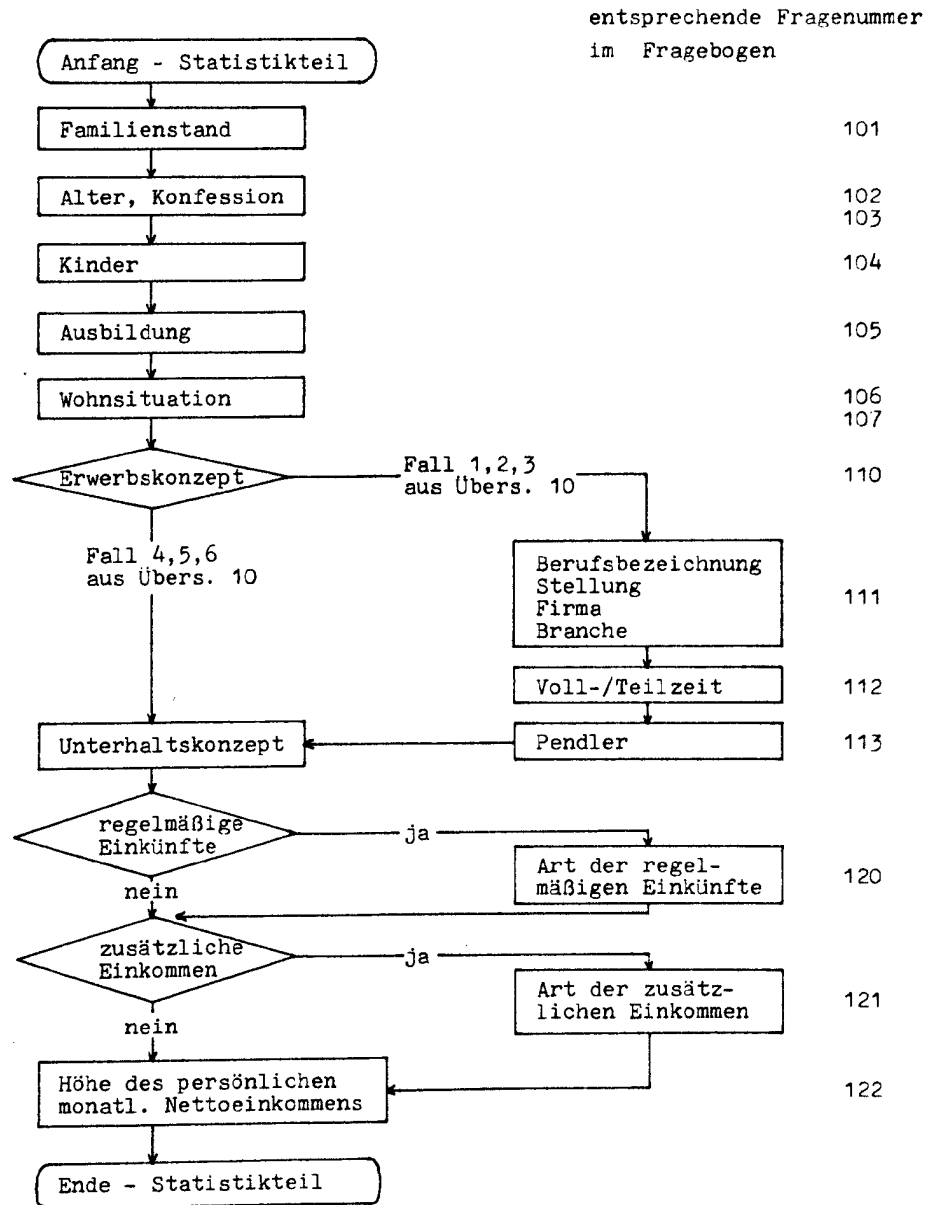 entsprechende Fragenummer
im Fragebogen
Anfang - Statistikteil
Familienstand
101
Alter, Konfession
102
103
Kinder
104
Ausbildung
105
Wohnsituation
106
107
Erwerbskonzept
Fall 1,2,3
aus Übers. 10
110
Fall 4,5,6
aus Übers. 10
Berufsbezeichnung
Stellung
Firma
Branche
111
Voll-/Teilzeit
112
Unterhaltskonzept
Pendler
113
regelmäßige
Einkünfte
ja
nein
Art der regel-
mäßigen Einkünfte
120
zusätzliche
Einkommen
ja
nein
Art der zusätz-
lichen Einkommen
121
Höhe des persönlichen
monatl. Nettoeinkommens
122
Ende - Statistikteil